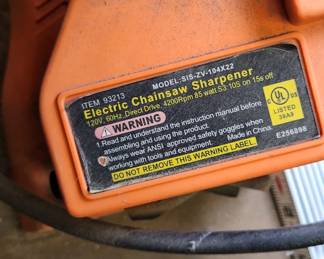 ITEM 93213
MODEL:SIS-ZV-104X22
Electric Chainsaw Sharpener
120V, 60Hz ,Direct Drive, 4200Rpm 85 watt S3:10S on 15s off
WARNING
1.Read and understand the instruction manual before
assembling and using the product.
Always wear ANSI approved safety goggles when
working with tools and equipment.
Made in China.
DO NOT REMOVE THIS WARNING LABEL
C UL US
LISTED
39A9
E256898